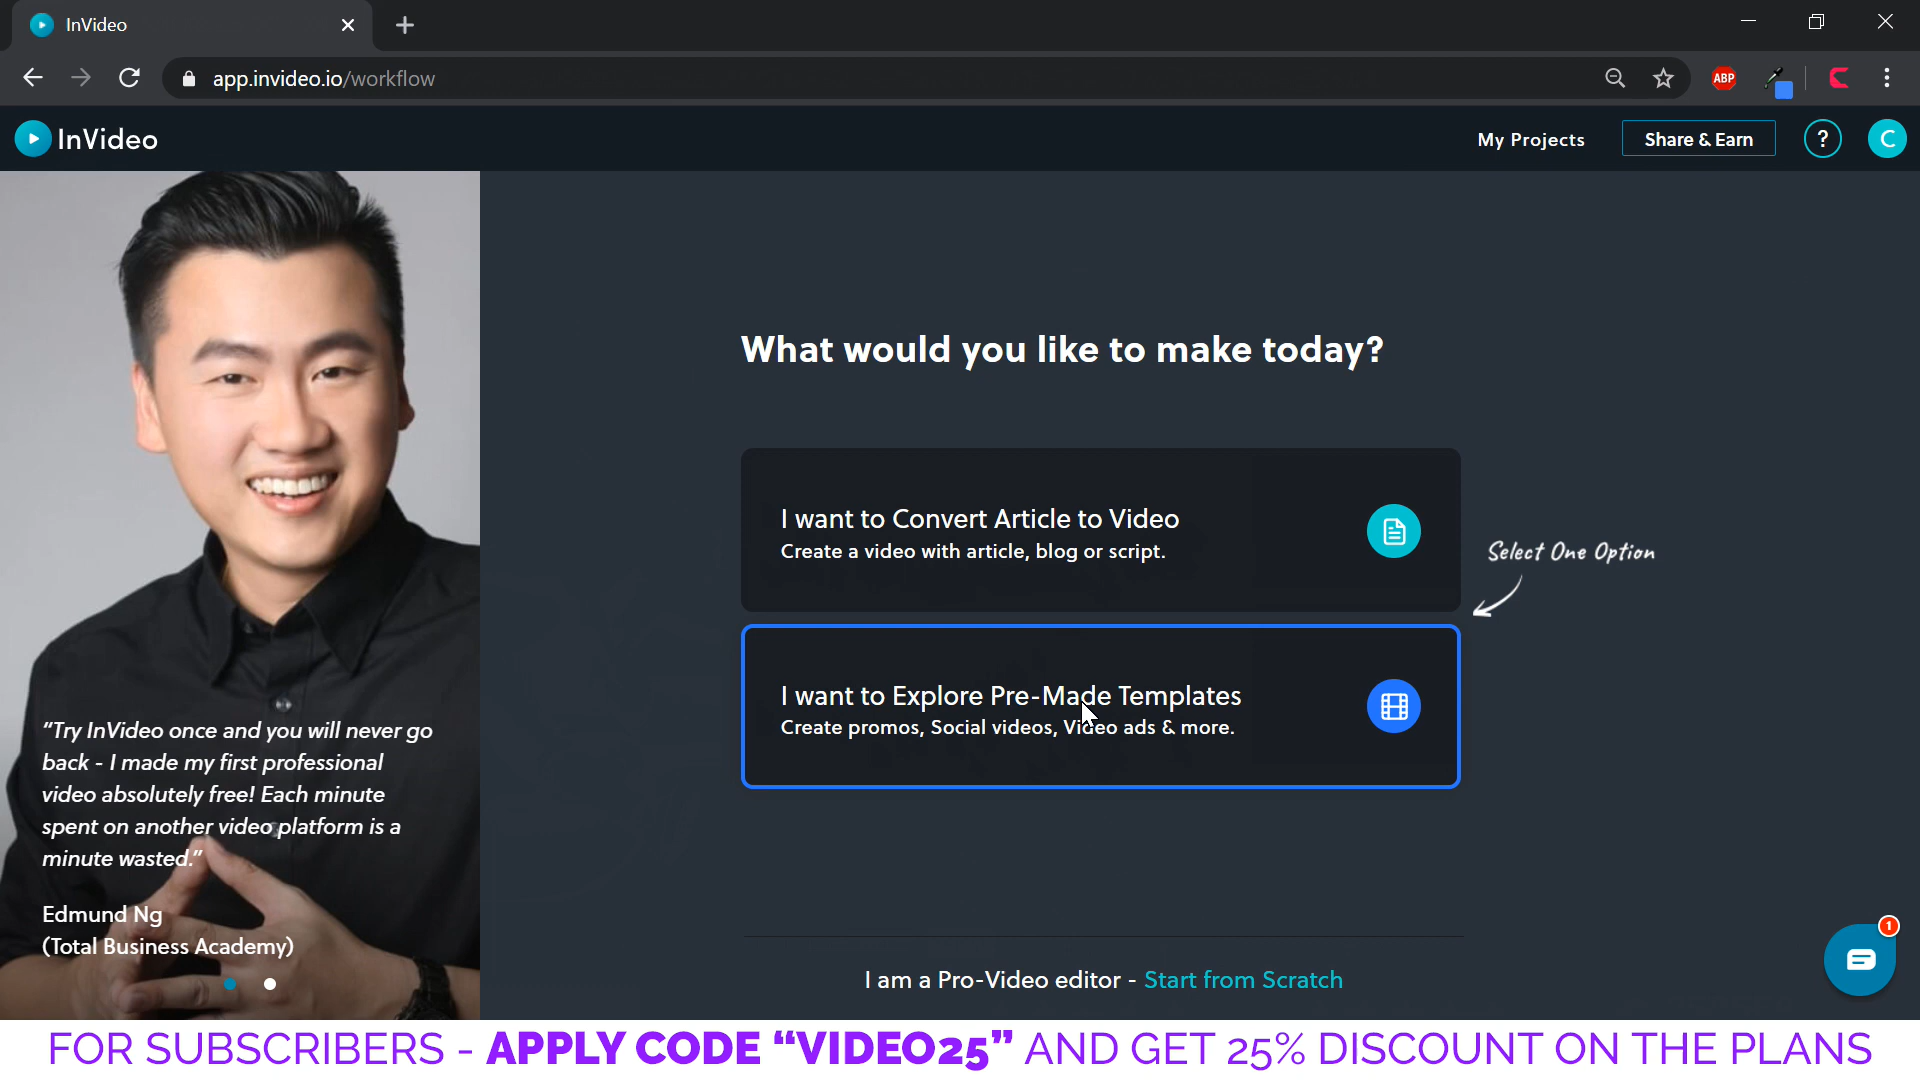 InVideo
app.invideo.io/workflow
ABP
InVideo
My Projects
Share & Earn
?
C
What would you like to make today?
I want to Convert Article to Video
Create a video with article, blog or script.
Select One Option
I want to Explore Pre-Made Templates
Create promos, Social videos, Video ads & more.
“Try InVideo once and you will never go
back - I made my first professional
video absolutely free! Each minute
spent on another video platform is a
minute wasted.”
Edmund Ng
(Total Business Academy)
1
I am a Pro-Video editor - Start from Scratch
FOR SUBSCRIBERS - APPLY CODE “VIDEO25” AND GET 25% DISCOUNT ON THE PLANS